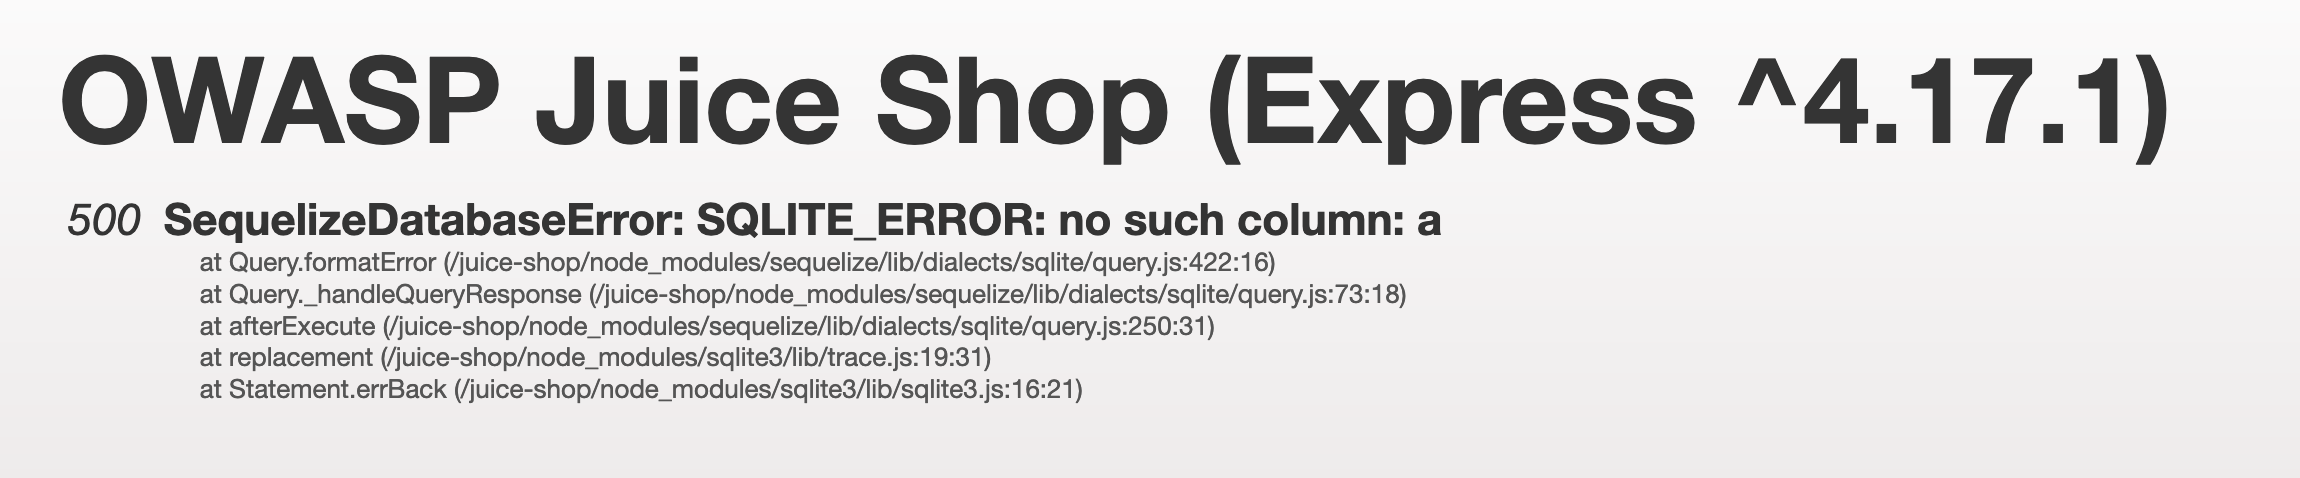 OWASP Juice Shop (Express ^4.17.1)
500 SequelizeDatabaseError: SQLITE_ERROR: no such column: a
at Query.formatError (/juice-shop/node_modules/sequelize/lib/dialects/sqlite/query.js:422:16)
at Query._handleQueryResponse (/juice-shop/node_modules/sequelize/lib/dialects/sqlite/query.js:73:18)
at afterExecute (/juice-shop/node_modules/sequelize/lib/dialects/sqlite/query.js:250:31)
at replacement (/juice-shop/node_modules/sqlite3/lib/trace.js:19:31)
at Statement.errBack (/juice-shop/node_modules/sqlite3/lib/sqlite3.js:16:21)